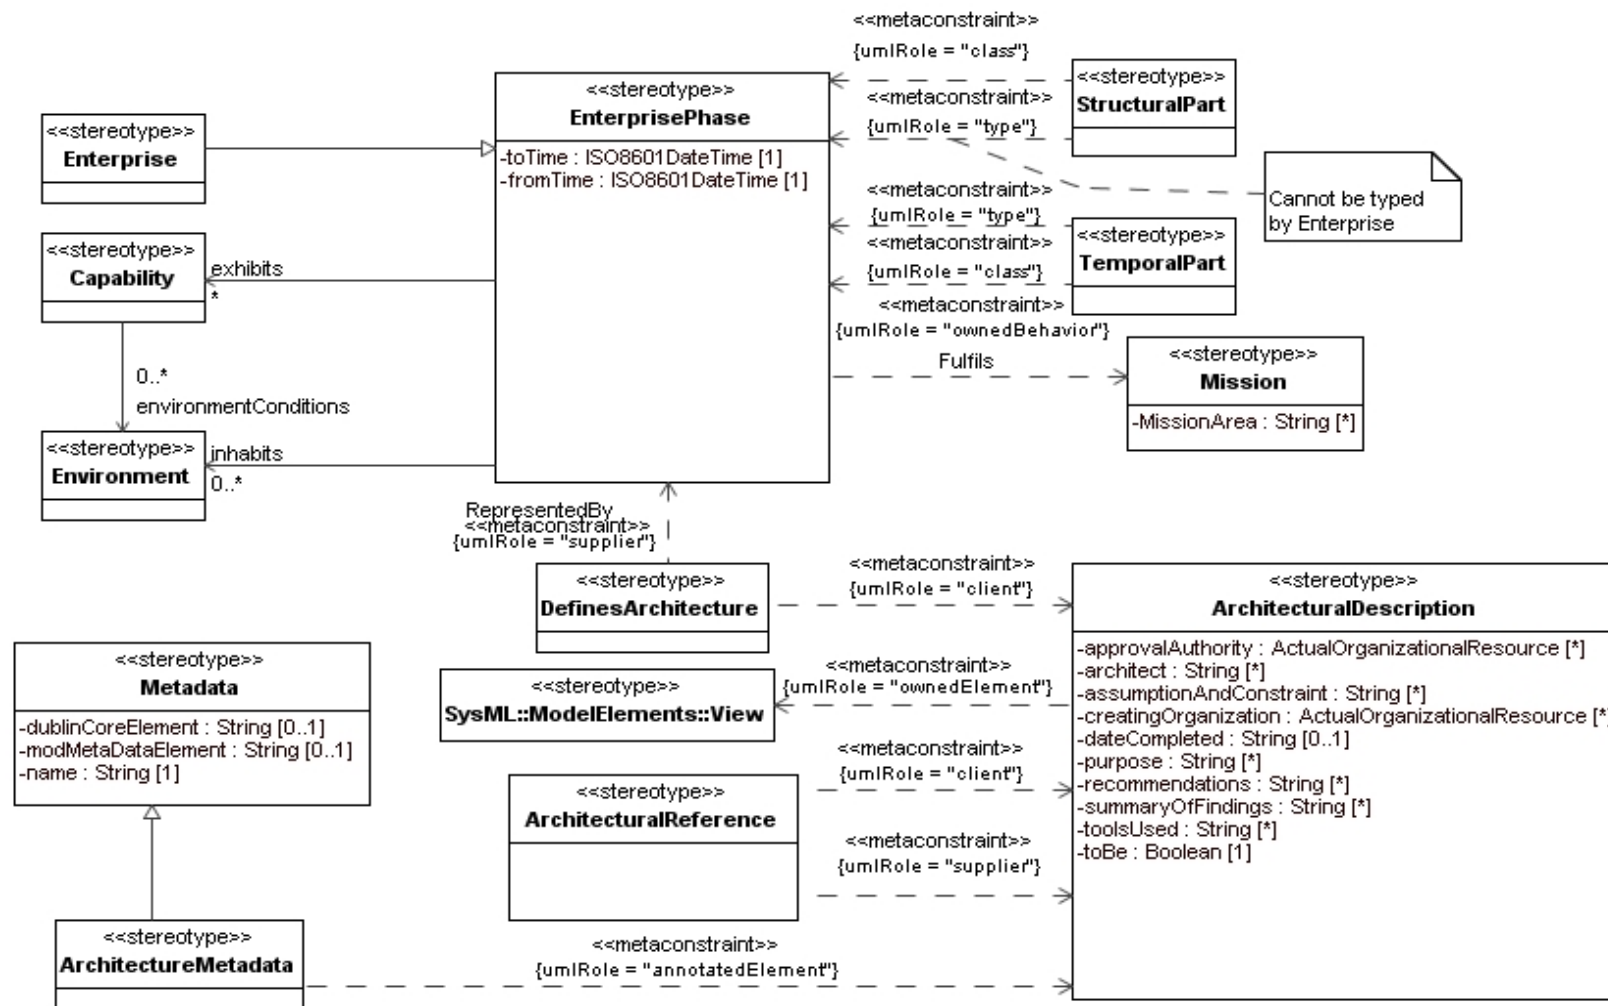 <<metaconstraint>>
{umlRole = "class"}
<<stereotype>>
StructuralPart
<<metaconstraint>>
{umlRole = "type"}
<<stereotype>>
EnterprisePhase
-toTime : ISO8601DateTime [1]
-fromTime : ISO8601DateTime [1]
<<stereotype>>
Enterprise
Cannot be typed
by Enterprise
<<metaconstraint>>
{umlRole = "type"}
<<stereotype>>
TemporalPart
<<metaconstraint>>
{umlRole = "class"}
<<stereotype>>
Capability
exhibits
*
<<metaconstraint>>
{umlRole = "ownedBehavior"}
Fulfils
<<stereotype>>
Mission
-MissionArea : String [*]
0..*
environmentConditions
<<stereotype>>
Environment
inhabits
0..*
RepresentedBy
<<metaconstraint>>
{umlRole = "supplier"}
<<stereotype>>
DefinesArchitecture
<<metaconstraint>>
{umlRole = "client"}
<<stereotype>>
ArchitecturalDescription
-approvalAuthority : ActualOrganizationalResource [*]
-architect : String [*]
-assumptionAndConstraint : String [*]
-creatingOrganization : ActualOrganizationalResource [*]
-dateCompleted : String [0..1]
-purpose : String [*]
-recommendations : String [*]
-summaryOfFindings : String [*]
-toolsUsed : String [*]
-toBe : Boolean [1]
<<stereotype>>
Metadata
-dublinCoreElement : String [0..1]
-modMetaDataElement : String [0..1]
-name : String [1]
<<stereotype>>
SysML::ModelElements::View
<<metaconstraint>>
{umlRole = "ownedElement"}
<<metaconstraint>>
{umlRole = "client"}
<<stereotype>>
ArchitecturalReference
<<metaconstraint>>
{umlRole = "supplier"}
<<stereotype>>
ArchitectureMetadata
<<metaconstraint>>
{umlRole = "annotatedElement"}